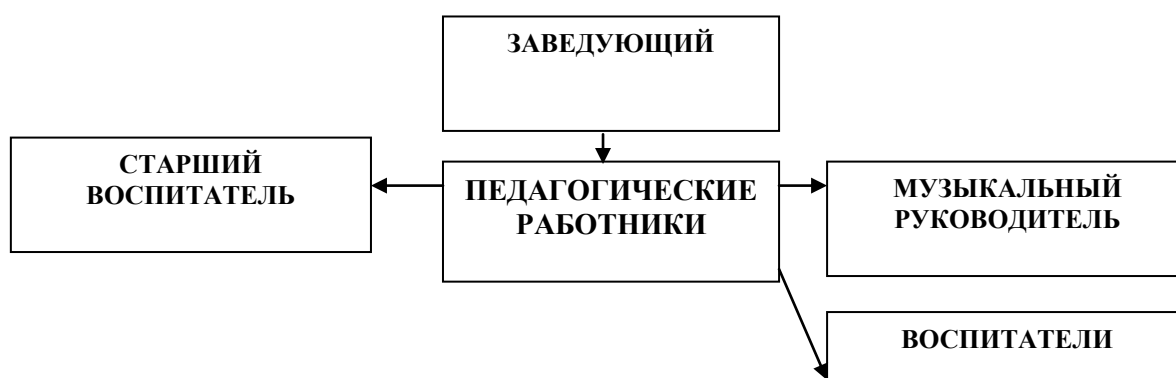 ЗАВЕДУЮЩИЙ
СТАРШИЙ
ВОСПИТАТЕЛЬ
ПЕДАГОГИЧЕСКИЕ
РАБОТНИКИ
МУЗЫКАЛЬНЫЙ
РУКОВОДИТЕЛЬ
ВОСПИТАТЕЛИ